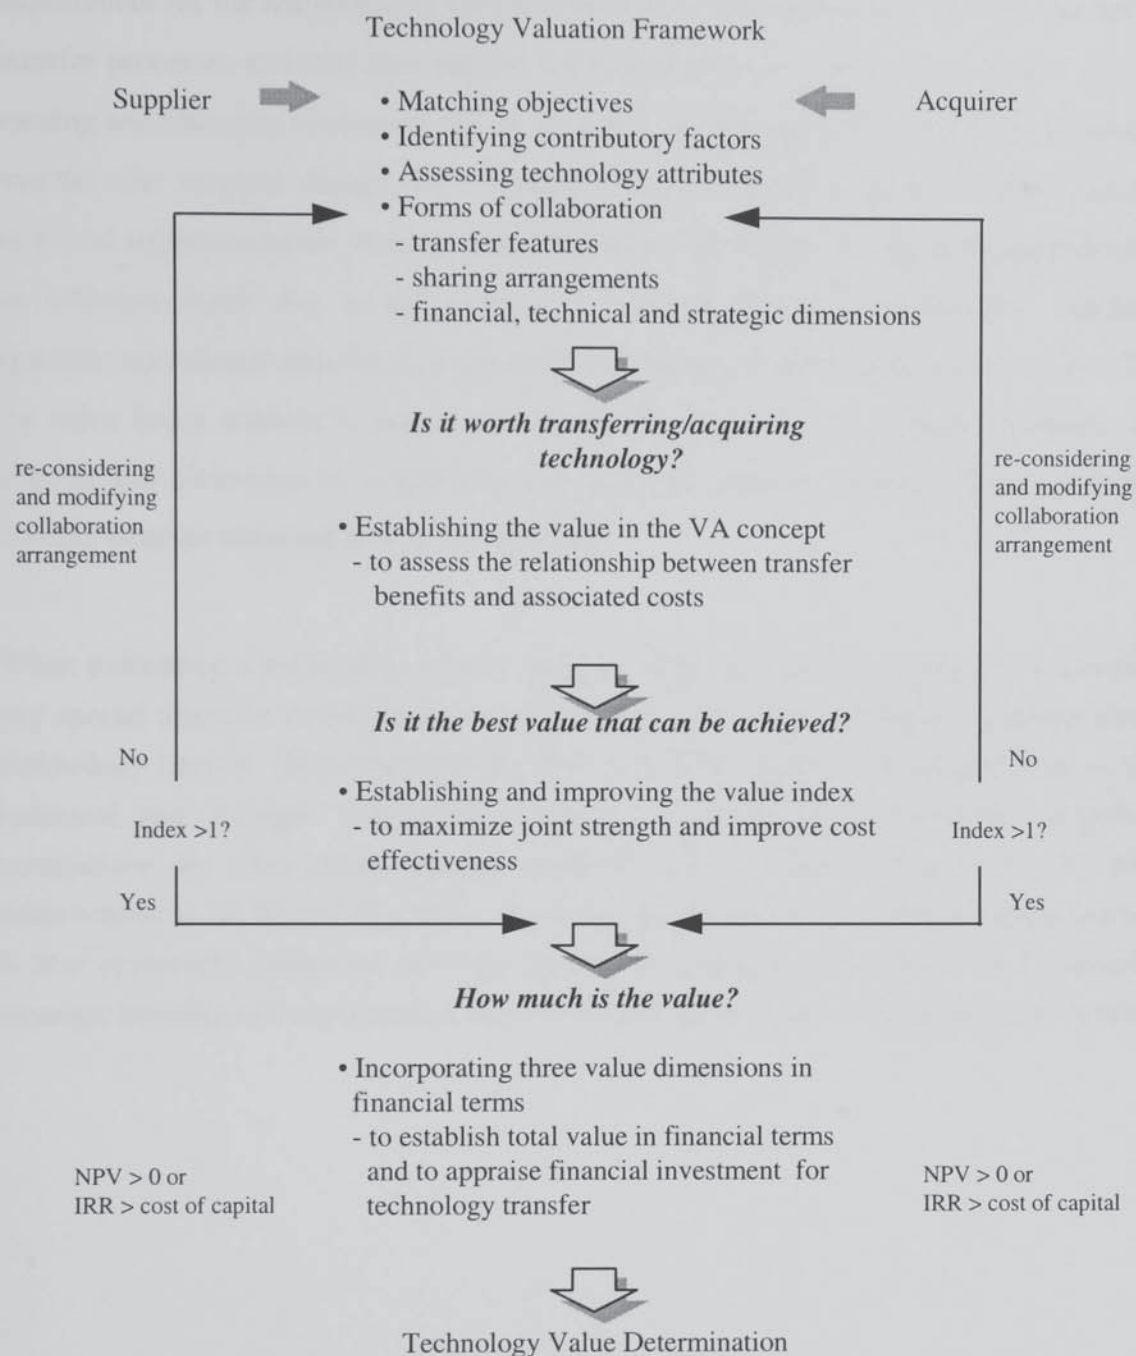 Technology Valuation Framework
Supplier
Acquirer
• Matching objectives
• Identifying contributory factors
• Assessing technology attributes
• Forms of collaboration
- transfer features
- sharing arrangements
- financial, technical and strategic dimensions
Is it worth transferring/acquiring
technology?
re-considering
and modifying
collaboration
arrangement
re-considering
and modifying
collaboration
arrangement
• Establishing the value in the VA concept
- to assess the relationship between transfer
benefits and associated costs
Is it the best value that can be achieved?
No
No
• Establishing and improving the value index
- to maximize joint strength and improve cost
effectiveness
Index >1?
Index >1?
Yes
Yes
How much is the value?
• Incorporating three value dimensions in
financial terms
- to establish total value in financial terms
and to appraise financial investment for
technology transfer
NPV > 0 or
IRR > cost of capital
NPV > 0 or
IRR > cost of capital
Technology Value Determination